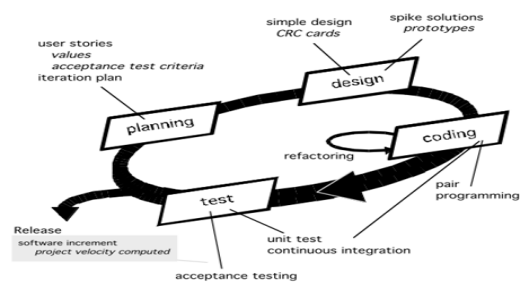 spike solutions
prototypes
simple design
CRC cards
user stories
values
acceptance test criteria
iteration plan
design
planning
coding
refactoring
pair
programming
test
Release
software increment
project velocity computed
unit test
continuous integration
acceptance testing